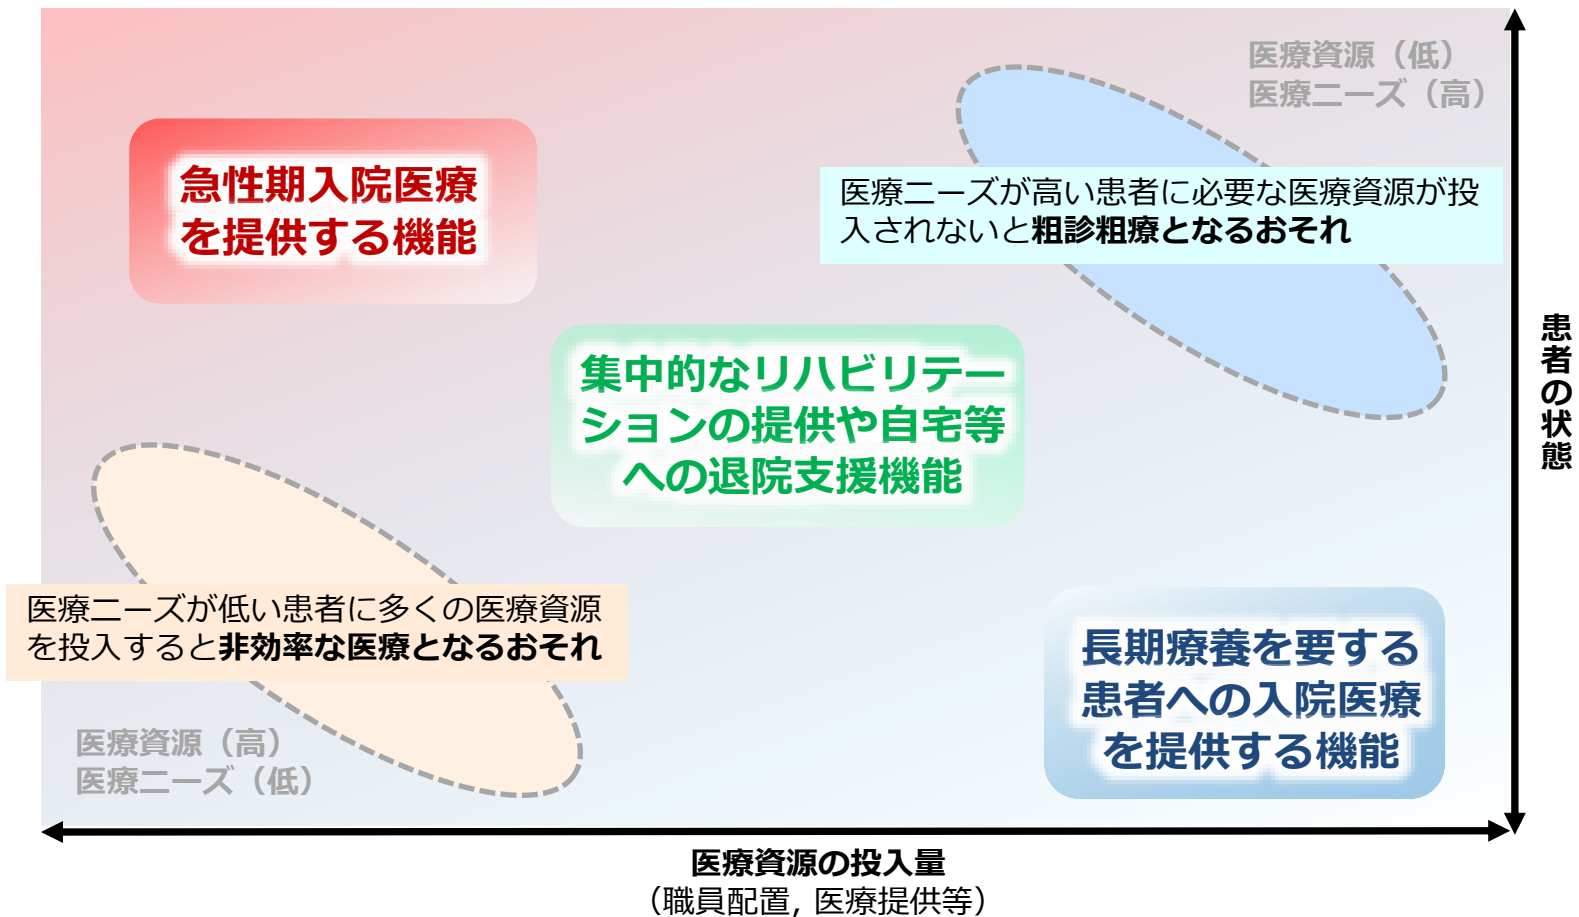 医療資源（低）
医療ニーズ（高）
急性期入院医療
を提供する機能
医療ニーズが高い患者に必要な医療資源が投
入されないと粗診粗療となるおそれ
集中的なリハビリテー
ションの提供や自宅等
への退院支援機能
患者の状態
医療ニーズが低い患者に多くの医療資源
を投入すると非効率な医療となるおそれ
長期療養を要する
患者への入院医療
を提供する機能
医療資源（高）
医療ニーズ（低）
医療資源の投入量
（職員配置, 医療提供等）